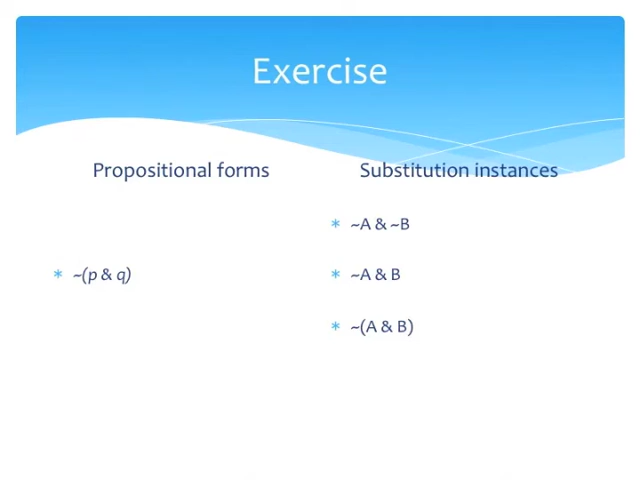 Exercise
Propositional forms
Substitution instances
* ~A & ~B
* ~(p & q)
* ~A & B
* ~(A & B)